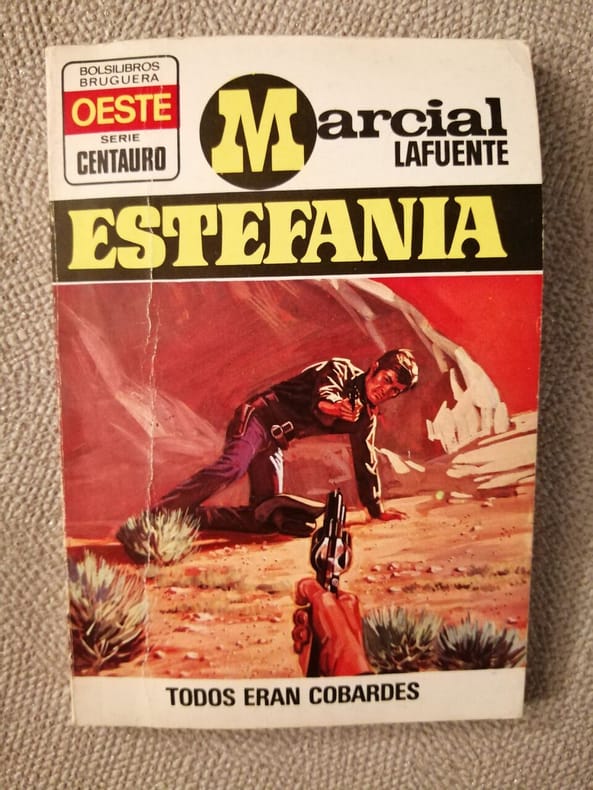 BOLSILIBROS
BRUGUERA
OESTE
SERIE
CENTAURO
Marcial
LAFUENTE
ESTEFANIA
TODOS ERAN COBARDES